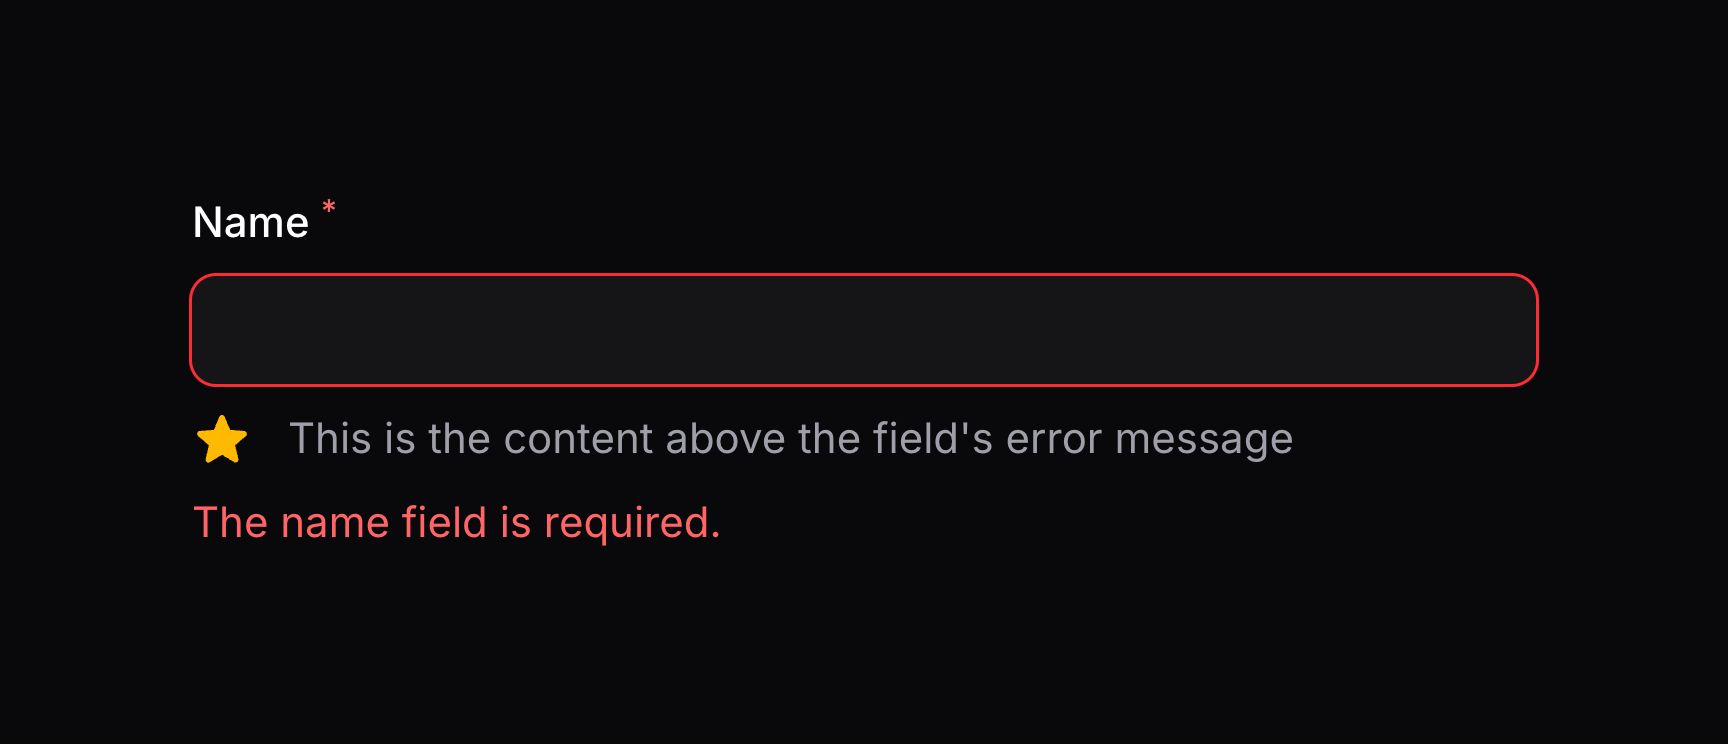 Name *
This is the content above the field's error message
The name field is required.